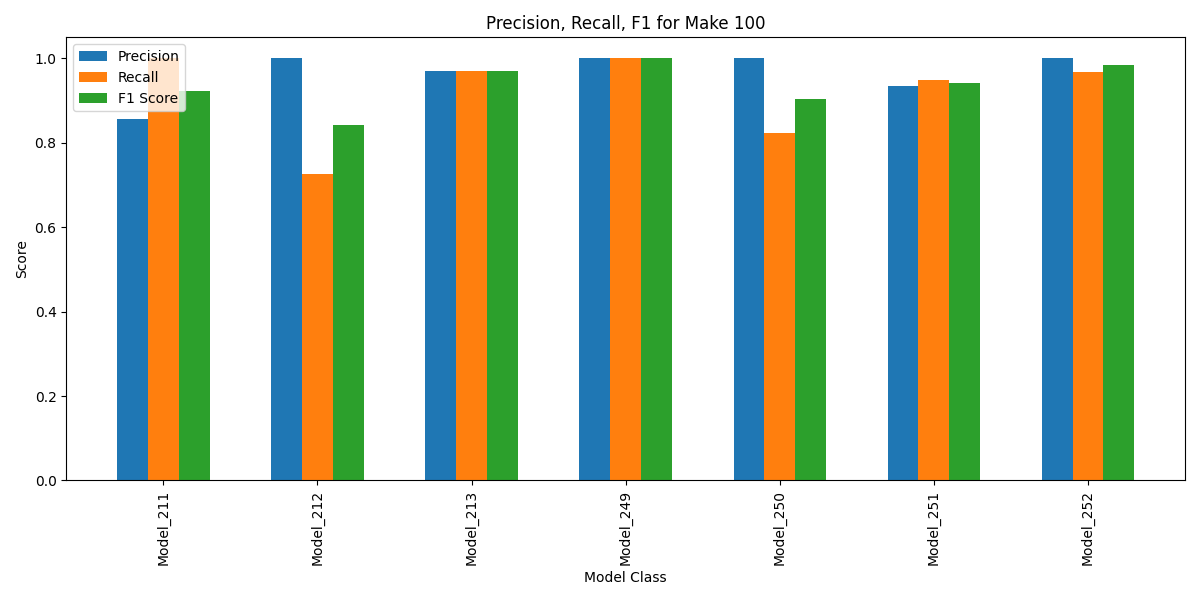 Precision, Recall, F1 for Make 100
Precision
Recall
F1 Score
1.0
0.8
0.6
0.4
0.2
0.0
Score
Model_211
Model_212
Model_213
Model_249
Model_250
Model_251
Model_252
Model Class